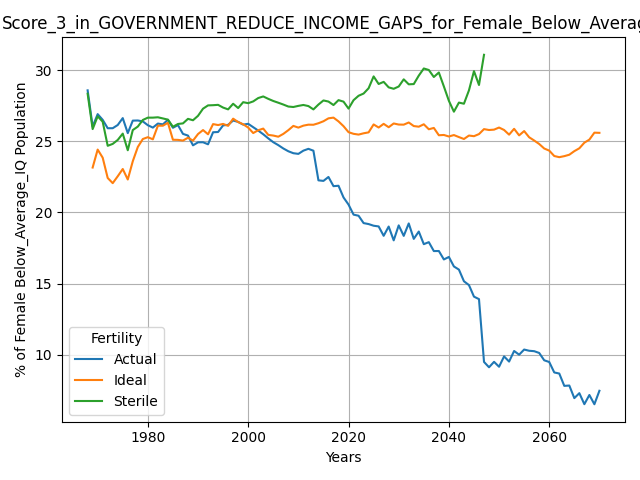 Score_3_in_GOVERNMENT_REDUCE_INCOME_GAPS_for_Female_Below_Averag
% of Female Below_Average_IQ Population
30
25
20
15
10
Fertility
Actual
Ideal
Sterile
1980
2000
2020
2040
2060
Years